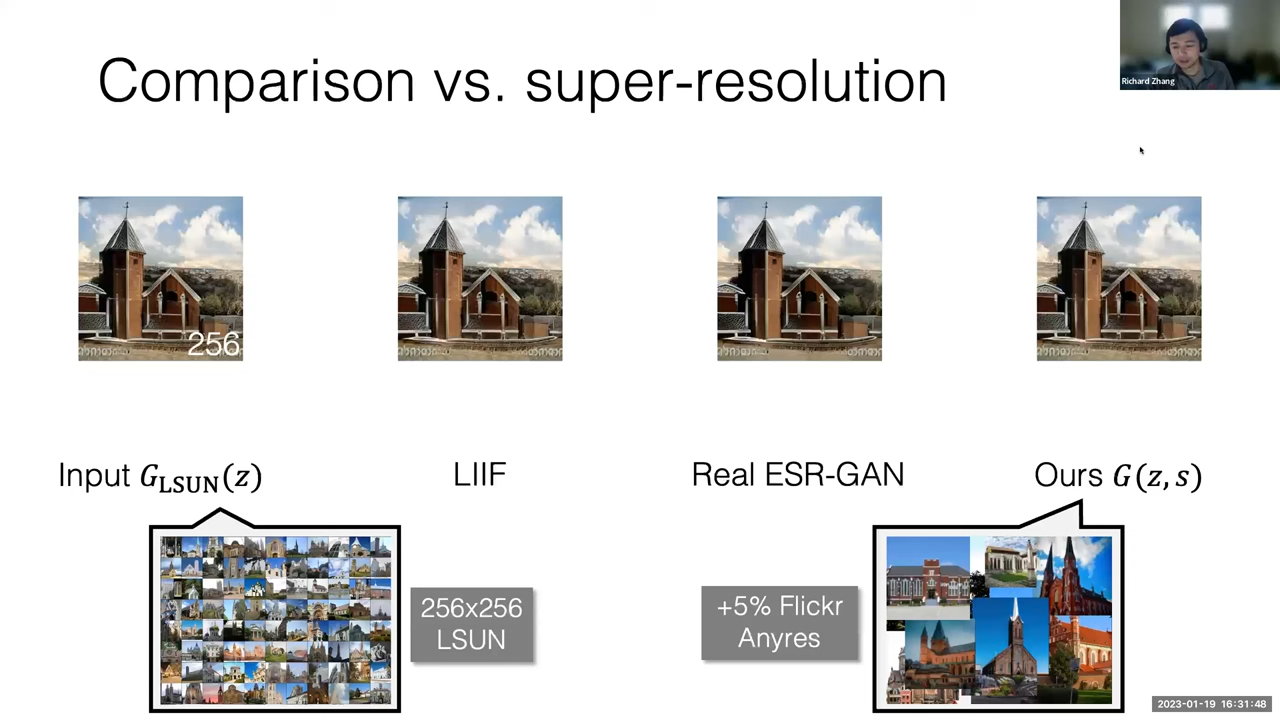 Comparison vs. super-resolution
Richard Zhang
256
Input G_LSUN(z)
LIIF
Real ESR-GAN
Ours G(z, s)
256x256
LSUN
+5% Flickr
Anyres
2023-01-19 16:31:48